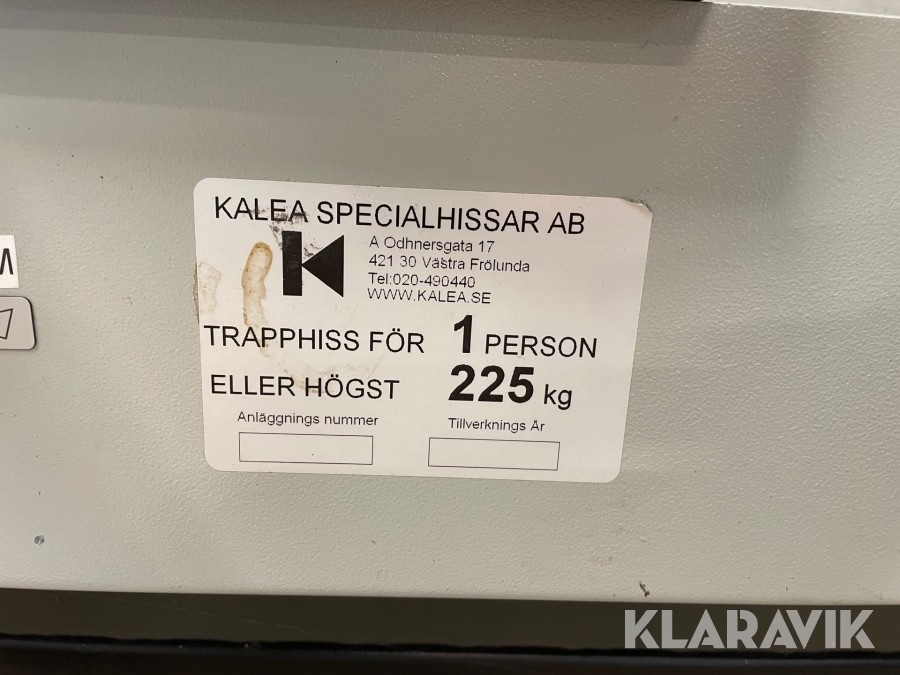 KALEA SPECIALHISSAR AB
A Odhnersgata 17
421 30 Västra Frölunda
Tel:020-490440
WWW.KALEA.SE
TRAPPHISS FÖR 1 PERSON
ELLER HÖGST 225 kg
Anläggnings nummer
Tillverknings År
KLARAVIK